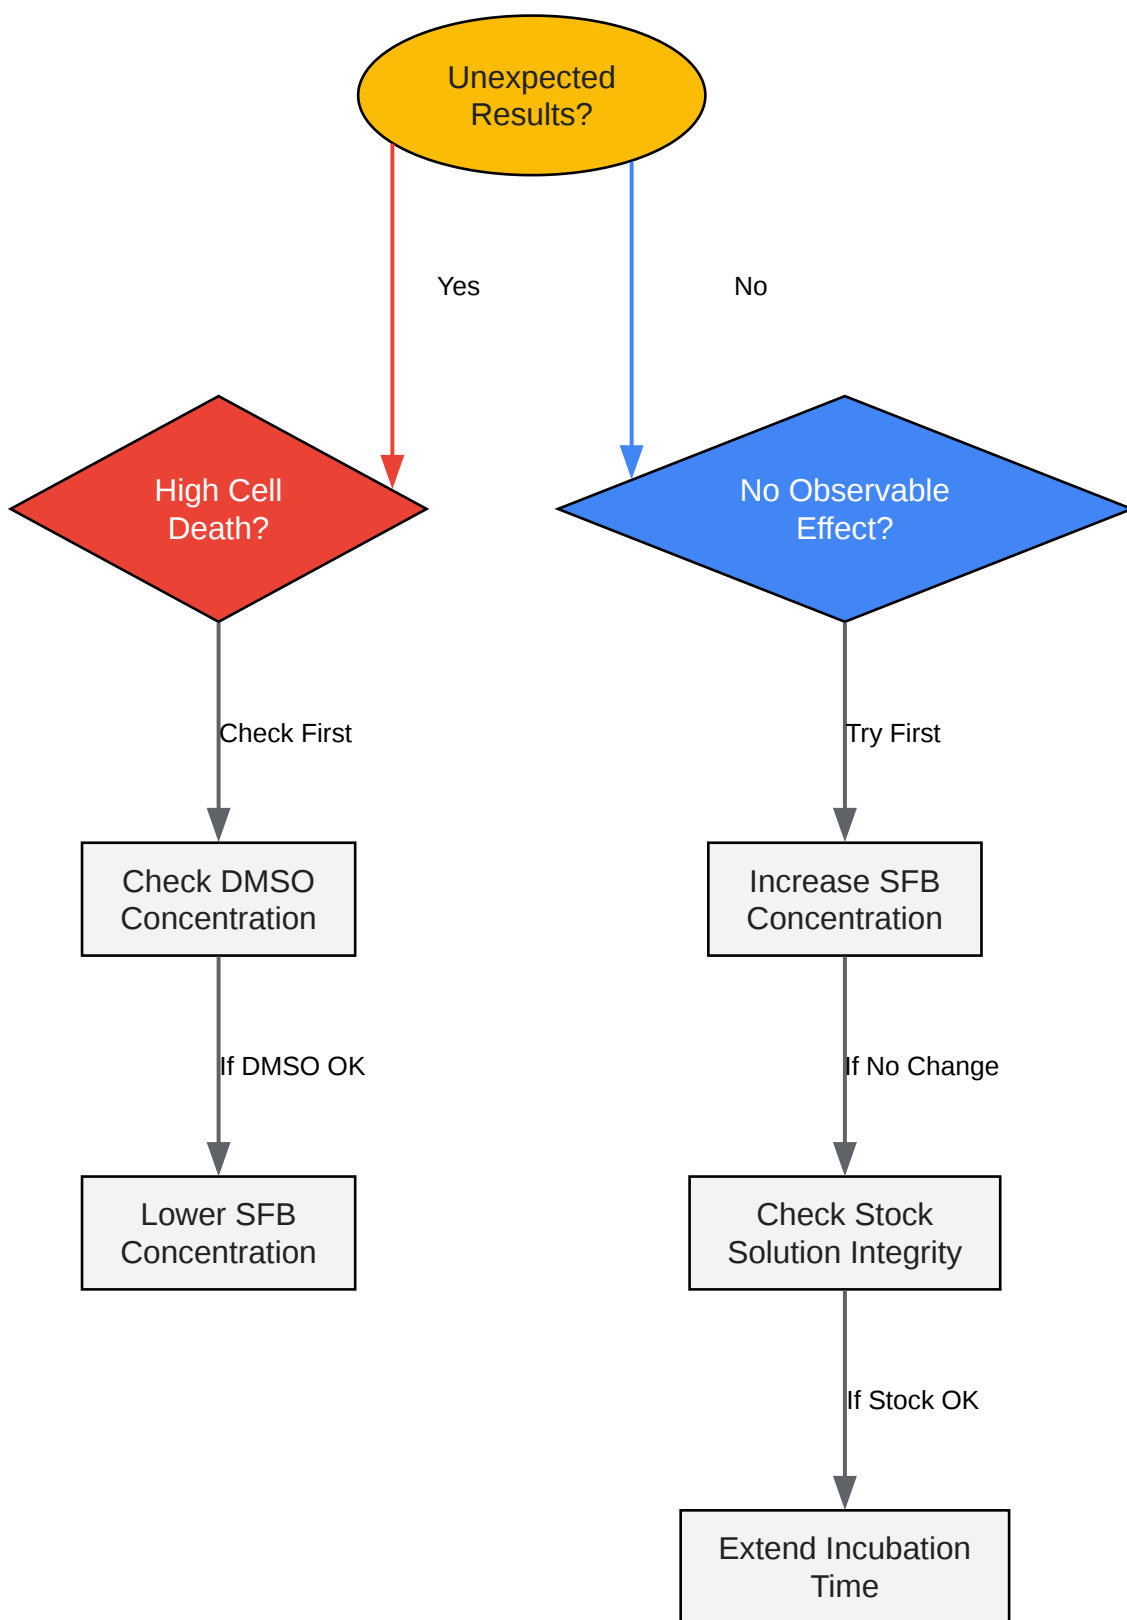 Unexpected
Results?
Yes
No
High Cell
Death?
No Observable
Effect?
Check First
Try First
Check DMSO
Concentration
Increase SFB
Concentration
If DMSO OK
If No Change
Lower SFB
Concentration
Check Stock
Solution Integrity
If Stock OK
Extend Incubation
Time